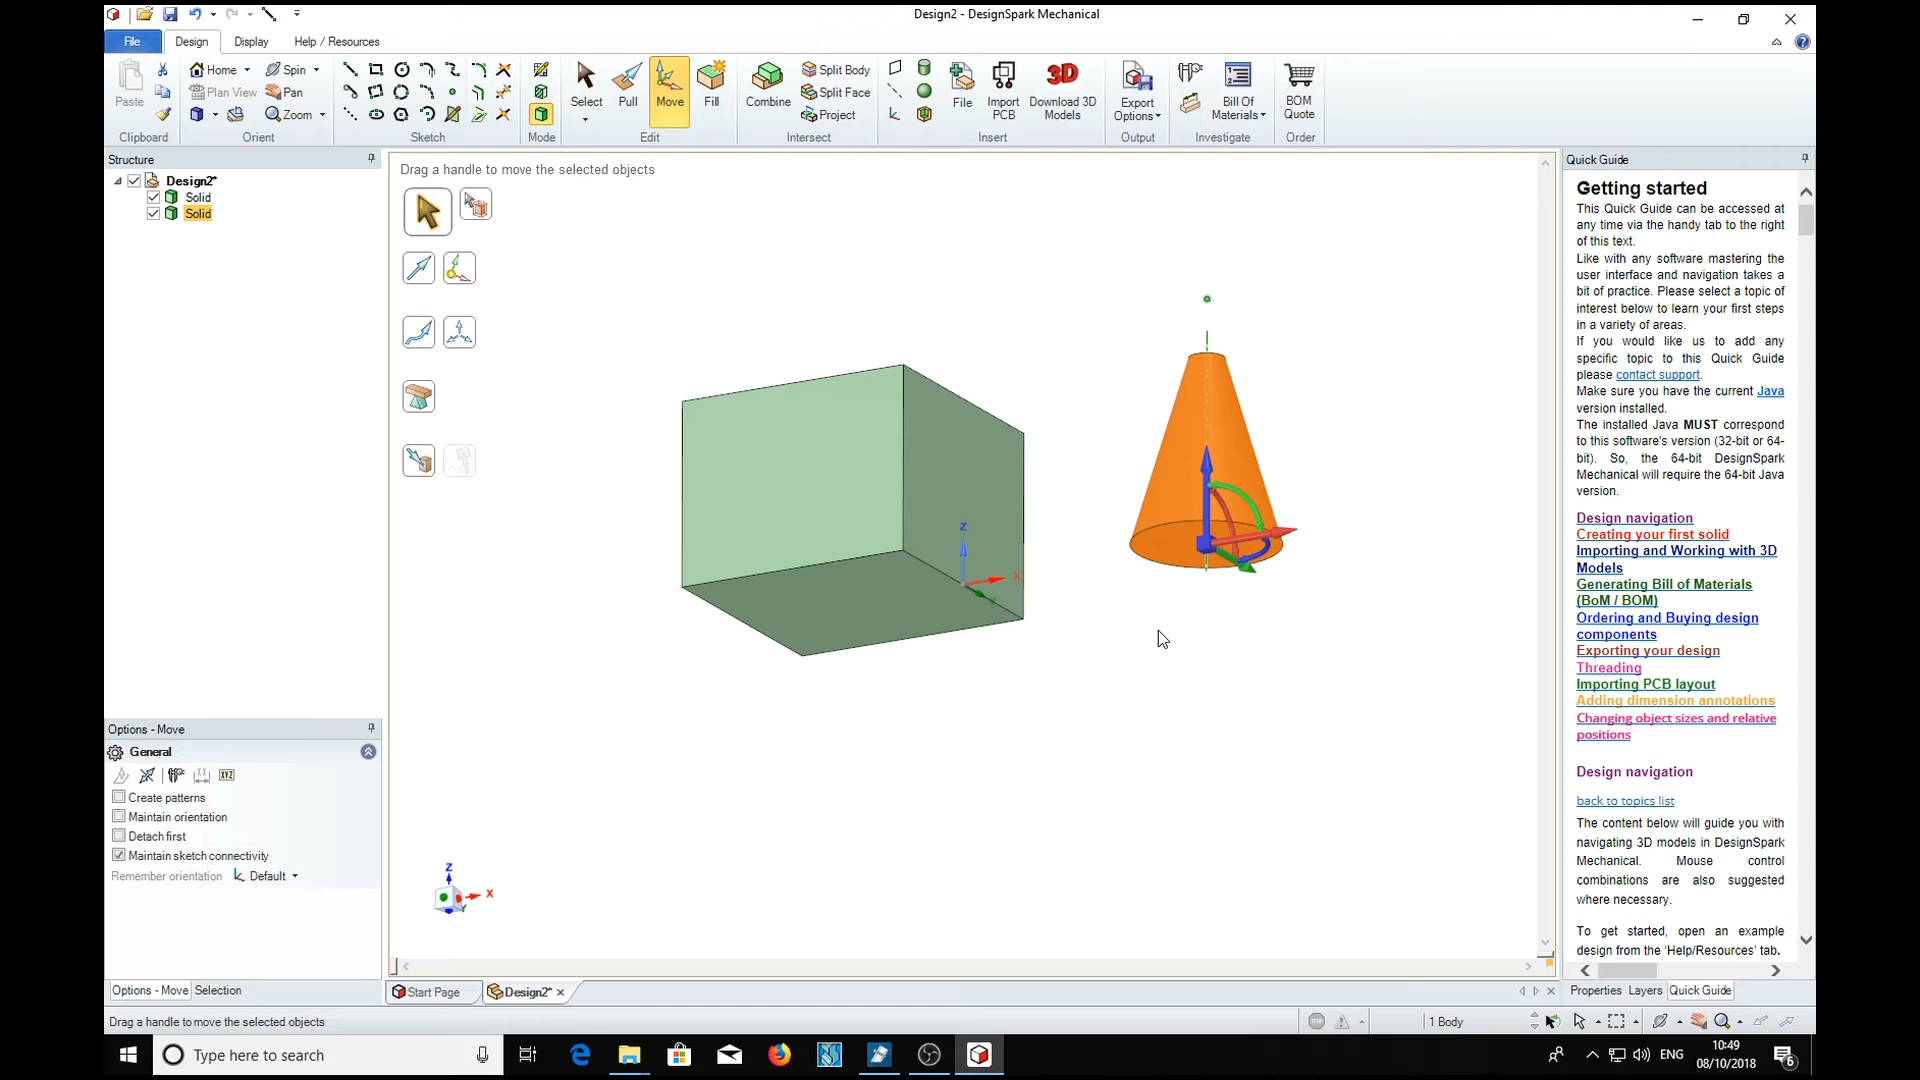 Design2 - DesignSpark Mechanical
File
Design
Display
Help / Resources
Paste
Clipboard
Home
Spin
Plan View
Pan
Zoom
Orient
Sketch
Mode
Select
Pull
Move
Fill
Edit
Combine
Split Body
Split Face
Project
Intersect
File
Import
PCB
Download 3D
Models
3D
Insert
Export
Options
Output
Bill Of
Materials
Investigate
BOM
Quote
Order
Structure
Design2*
Solid
Solid
Drag a handle to move the selected objects
Z
X
Z
X
Y
Options - Move
General
XYZ
Create patterns
Maintain orientation
Detach first
Maintain sketch connectivity
Remember orientation
Default
Options - Move
Selection
Start Page
Design2*
Quick Guide
Getting started
This Quick Guide can be accessed at
any time via the handy tab to the right
of this text.
Like with any software mastering the
user interface and navigation takes a
bit of practice. Please select a topic of
interest below to learn your first steps
in a variety of areas.
If you would like us to add any
specific topic to this Quick Guide
please contact support.
Make sure you have the current Java
version installed.
The installed Java MUST correspond
to this software's version (32-bit or 64-
bit). So, the 64-bit DesignSpark
Mechanical will require the 64-bit Java
version.
Design navigation
Creating your first solid
Importing and Working with 3D
Models
Generating Bill of Materials
(BoM / BOM)
Ordering and Buying design
components
Exporting your design
Threading
Importing PCB layout
Adding dimension annotations
Changing object sizes and relative
positions
Design navigation
back to topics list
The content below will guide you with
navigating 3D models in DesignSpark
Mechanical. Mouse control
combinations are also suggested
where necessary.
To get started, open an example
design from the 'Help/Resources' tab.
Properties
Layers
Quick Guide
Drag a handle to move the selected objects
1 Body
Type here to search
ENG
10:49
08/10/2018
6